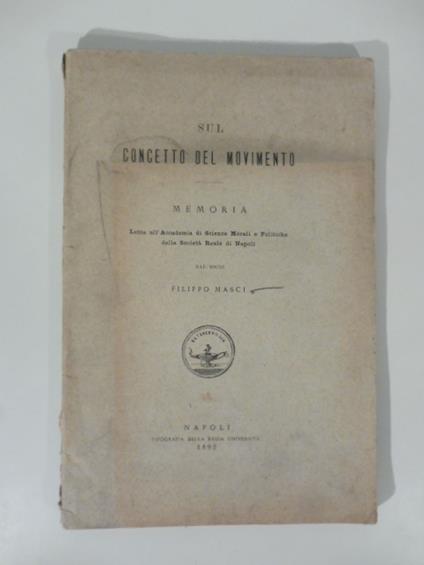 SUL
CONCETTO DEL MOVIMENTO
MEMORIA
Letta all'Accademia di Scienze Morali e Politiche
della Società Reale di Napoli
DAL SOCIO
FILIPPO MASCI
NAPOLI
TIPOGRAFIA DELLA REGIA UNIVERSITÀ